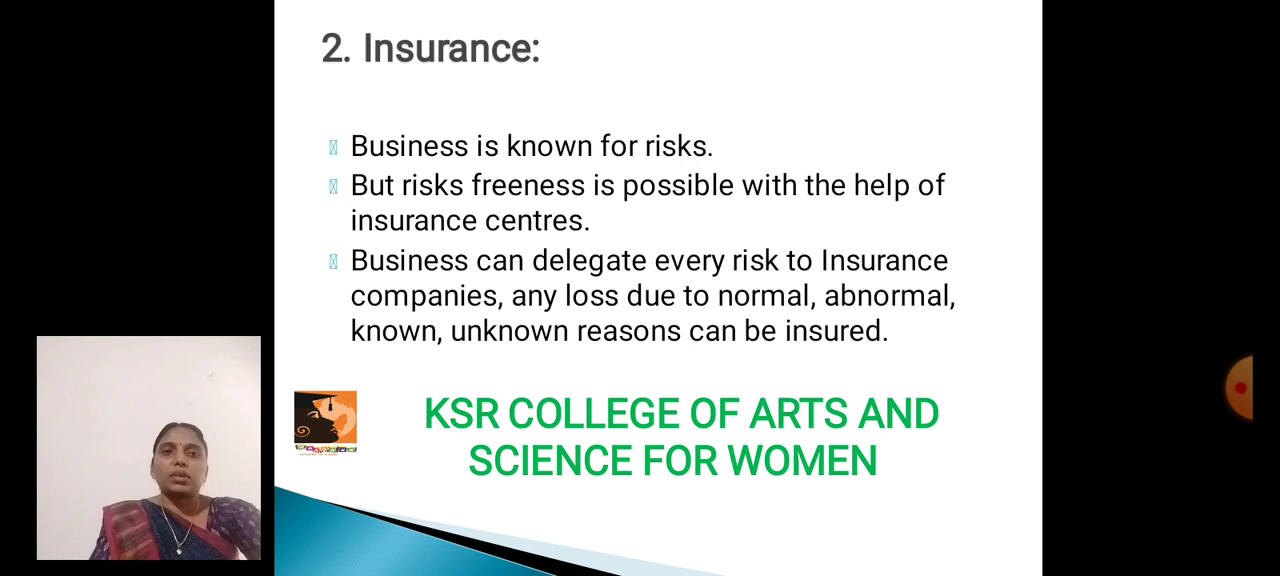 2. Insurance:
Business is known for risks.
But risks freeness is possible with the help of
insurance centres.
Business can delegate every risk to Insurance
companies, any loss due to normal, abnormal,
known, unknown reasons can be insured.
KSR COLLEGE OF ARTS AND
SCIENCE FOR WOMEN